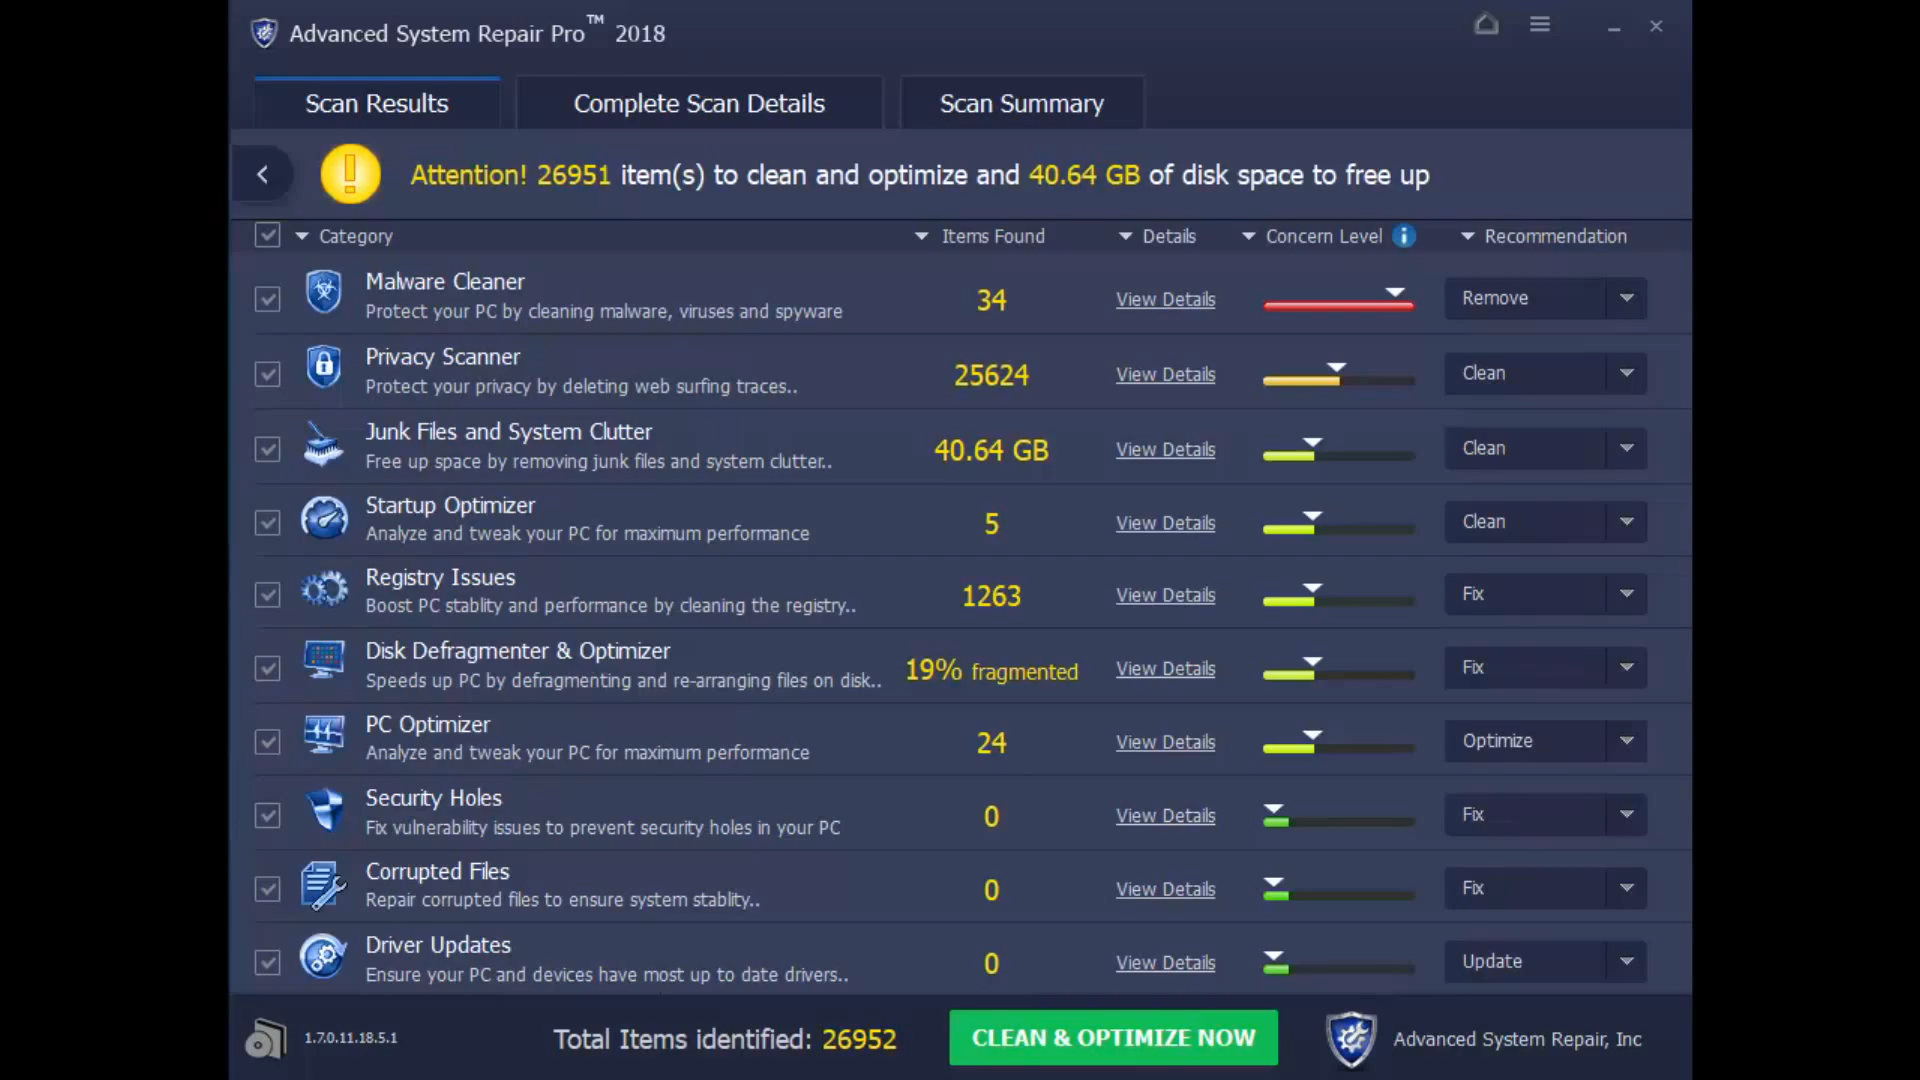 Advanced System Repair Pro™ 2018
Scan Results
Complete Scan Details
Scan Summary
Attention! 26951 item(s) to clean and optimize and 40.64 GB of disk space to free up
Category
Items Found
Details
Concern Level
Recommendation
Malware Cleaner
Protect your PC by cleaning malware, viruses and spyware
34
View Details
Remove
Privacy Scanner
Protect your privacy by deleting web surfing traces..
25624
View Details
Clean
Junk Files and System Clutter
Free up space by removing junk files and system clutter..
40.64 GB
View Details
Clean
Startup Optimizer
Analyze and tweak your PC for maximum performance
5
View Details
Clean
Registry Issues
Boost PC stablity and performance by cleaning the registry..
1263
View Details
Fix
Disk Defragmenter & Optimizer
Speeds up PC by defragmenting and re-arranging files on disk..
19% fragmented
View Details
Fix
PC Optimizer
Analyze and tweak your PC for maximum performance
24
View Details
Optimize
Security Holes
Fix vulnerability issues to prevent security holes in your PC
0
View Details
Fix
Corrupted Files
Repair corrupted files to ensure system stablity..
0
View Details
Fix
Driver Updates
Ensure your PC and devices have most up to date drivers..
0
View Details
Update
1.7.0.11.18.5.1
Total Items identified: 26952
CLEAN & OPTIMIZE NOW
Advanced System Repair, Inc